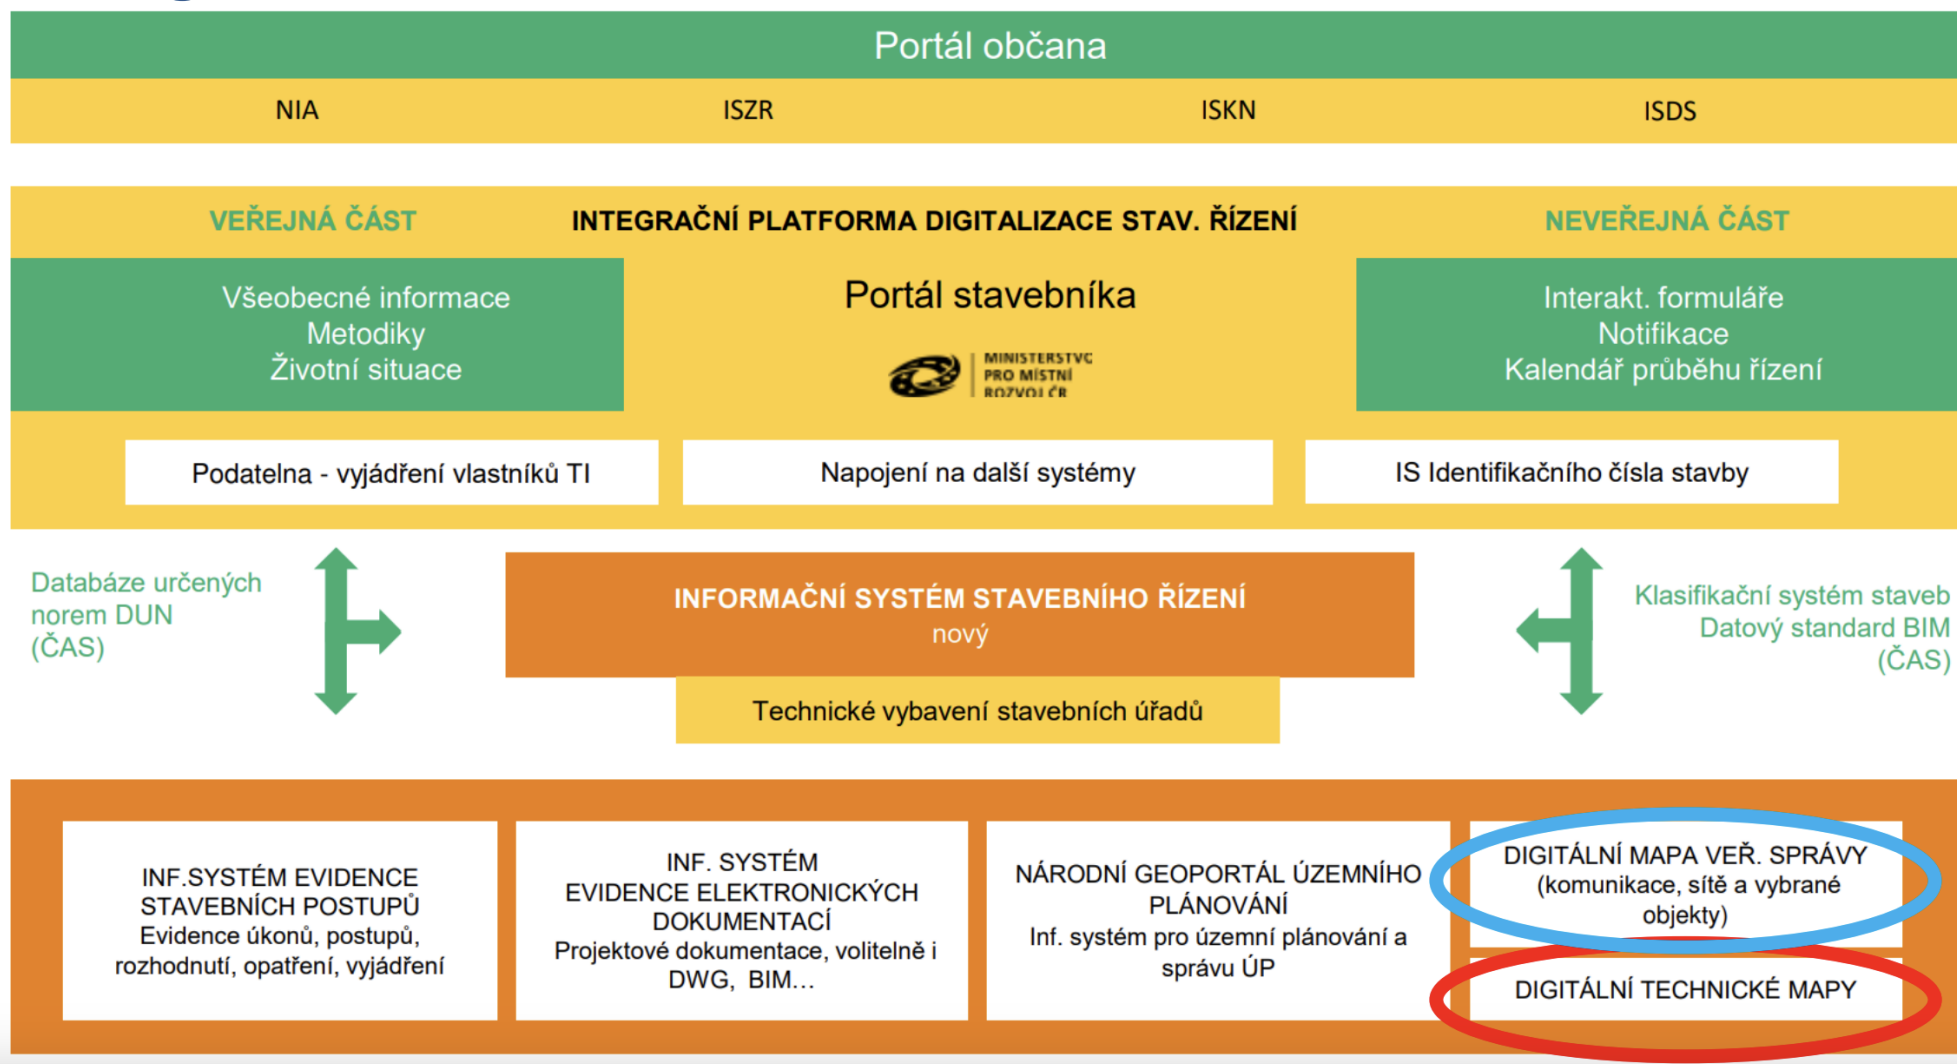 Portál občana
NIA ISZR ISKN ISDS
VEŘEJNÁ ČÁST INTEGRAČNÍ PLATFORMA DIGITALIZACE STAV. ŘÍZENÍ NEVEŘEJNÁ ČÁST
Všeobecné informace
Metodiky
Životní situace
Portál stavebníka
MINISTERSTVO
PRO MÍSTNÍ
ROZVOJ ČR
Interakt. formuláře
Notifikace
Kalendář průběhu řízení
Podatelna - vyjádření vlastníků TI
Napojení na další systémy
IS Identifikačního čísla stavby
Databáze určených
norem DUN
(ČAS)
INFORMAČNÍ SYSTÉM STAVEBNÍHO ŘÍZENÍ
nový
Technické vybavení stavebních úřadů
Klasifikační systém staveb
Datový standard BIM
(ČAS)
INF.SYSTÉM EVIDENCE
STAVEBNÍCH POSTUPŮ
Evidence úkonů, postupů,
rozhodnutí, opatření, vyjádření
INF. SYSTÉM
EVIDENCE ELEKTRONICKÝCH
DOKUMENTACÍ
Projektové dokumentace, volitelně i
DWG, BIM...
NÁRODNÍ GEOPORTÁL ÚZEMNÍHO
PLÁNOVÁNÍ
Inf. systém pro územní plánování a
správu ÚP
DIGITÁLNÍ MAPA VEŘ. SPRÁVY
(komunikace, sítě a vybrané
objekty)
DIGITÁLNÍ TECHNICKÉ MAPY